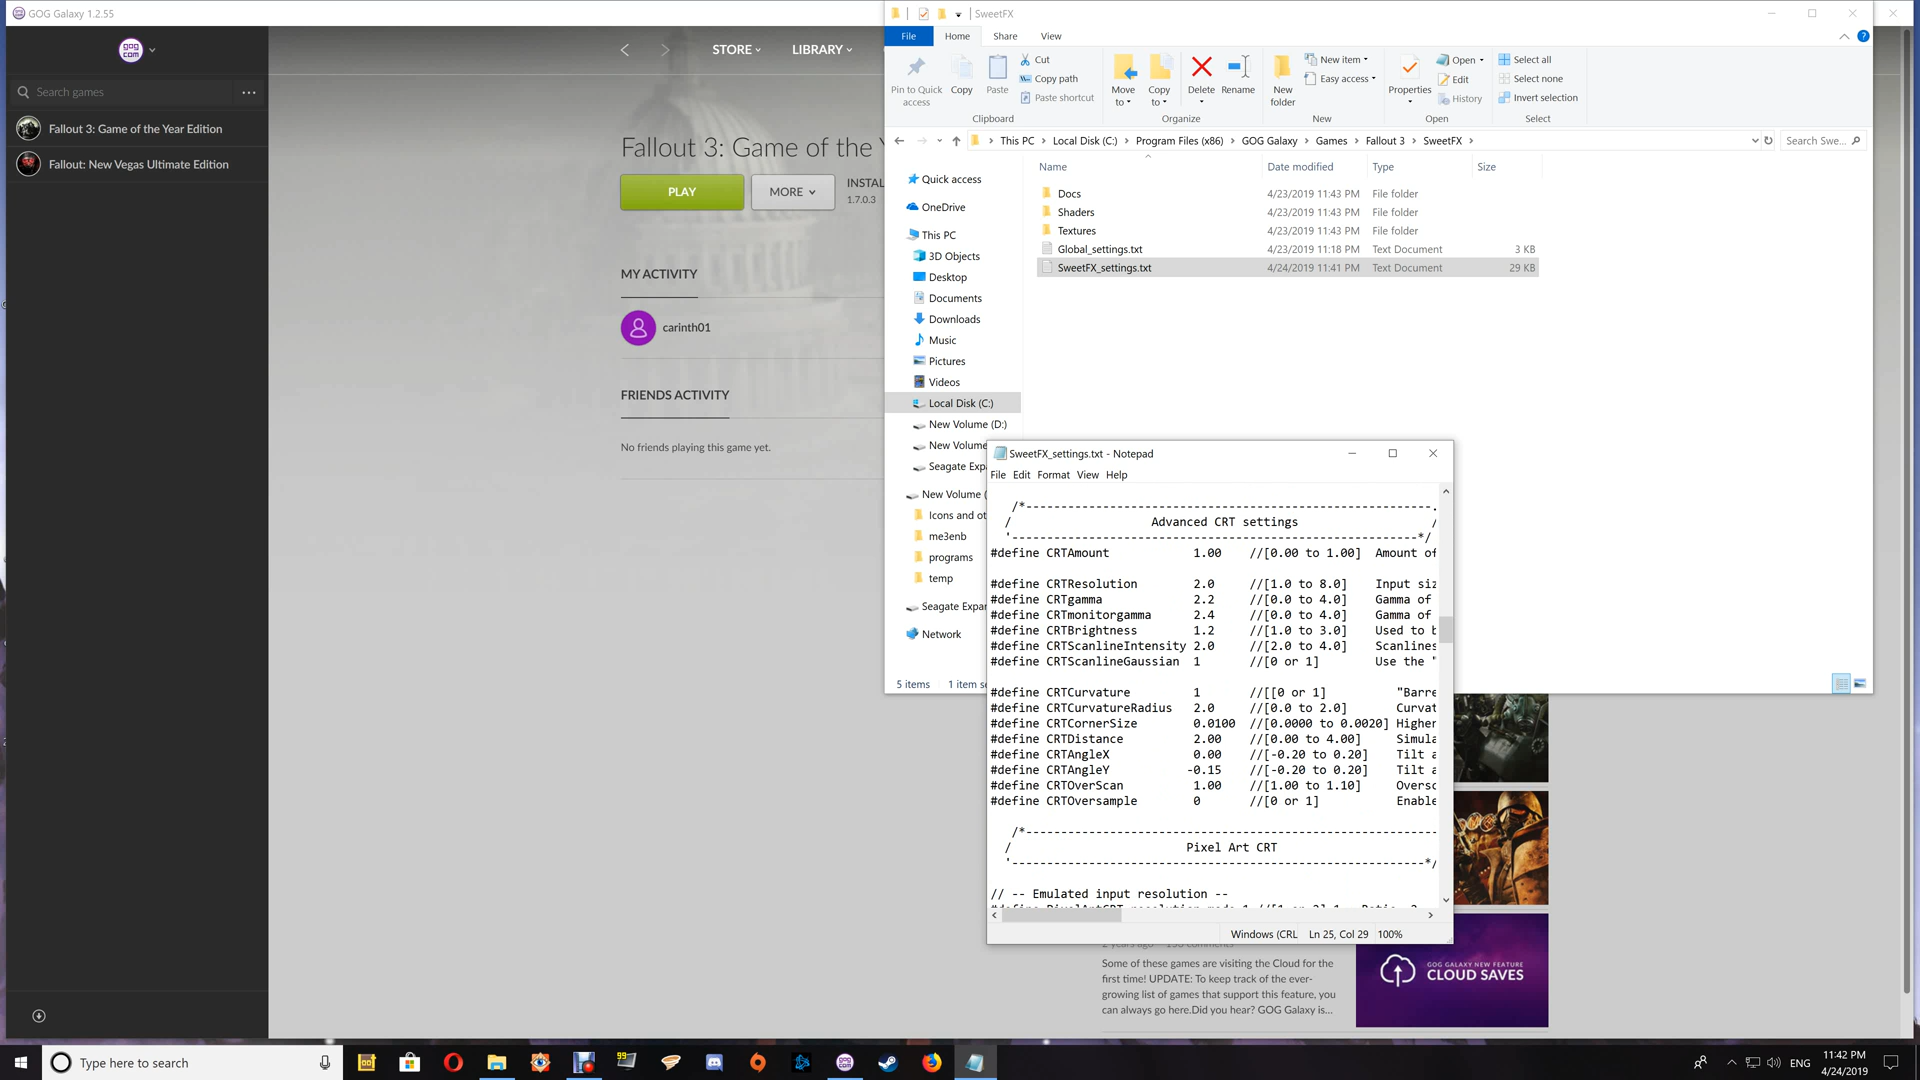 GOG Galaxy 1.2.55
gog
com
Search games
Fallout 3: Game of the Year Edition
Fallout: New Vegas Ultimate Edition
STORE
LIBRARY
Fallout 3: Game of the
PLAY
MORE
INSTAL
1.7.0.3
MY ACTIVITY
carinth01
FRIENDS ACTIVITY
No friends playing this game yet.
SweetFX
File
Home
Share
View
Pin to Quick
access
Copy
Paste
Cut
Copy path
Paste shortcut
Clipboard
Move
to
Copy
to
Delete
Rename
Organize
New
folder
New item
Easy access
New
Properties
Open
Edit
History
Open
Select all
Select none
Invert selection
Select
This PC
Local Disk (C:)
Program Files (x86)
GOG Galaxy
Games
Fallout 3
SweetFX
Search Swe...
Name
Date modified
Type
Size
Docs 4/23/2019 11:43 PM File folder
Shaders 4/23/2019 11:43 PM File folder
Textures 4/23/2019 11:43 PM File folder
Global_settings.txt 4/23/2019 11:18 PM Text Document 3 KB
SweetFX_settings.txt 4/24/2019 11:41 PM Text Document 29 KB
Quick access
OneDrive
This PC
3D Objects
Desktop
Documents
Downloads
Music
Pictures
Videos
Local Disk (C:)
New Volume (D:)
New Volume
Seagate Expa
New Volume (
Icons and ot
me3enb
programs
temp
Seagate Expan
Network
5 items
1 item se
SweetFX_settings.txt - Notepad
File Edit Format View Help
/*----------------------------------------------------------.
/ Advanced CRT settings /
'----------------------------------------------------------*/
#define CRTAmount 1.00 //[0.00 to 1.00] Amount of
#define CRTResolution 2.0 //[1.0 to 8.0] Input siz
#define CRTgamma 2.2 //[0.0 to 4.0] Gamma of
#define CRTmonitorgamma 2.4 //[0.0 to 4.0] Gamma of
#define CRTBrightness 1.2 //[1.0 to 3.0] Used to b
#define CRTScanlineIntensity 2.0 //[2.0 to 4.0] Scanlines
#define CRTScanlineGaussian 1 //[0 or 1] Use the "
#define CRTCurvature 1 //[[0 or 1] "Barre
#define CRTCurvatureRadius 2.0 //[0.0 to 2.0] Curvat
#define CRTCornerSize 0.0100 //[0.0000 to 0.0020] Higher
#define CRTDistance 2.00 //[0.00 to 4.00] Simula
#define CRTAngleX 0.00 //[-0.20 to 0.20] Tilt a
#define CRTAngleY -0.15 //[-0.20 to 0.20] Tilt a
#define CRTOverScan 1.00 //[1.00 to 1.10] Oversc
#define CRTOversample 0 //[0 or 1] Enable
/*----------------------------------------------------------
/ Pixel Art CRT
'----------------------------------------------------------*/
// -- Emulated input resolution --
Windows (CRL
Ln 25, Col 29
100%
Some of these games are visiting the Cloud for the
first time! UPDATE: To keep track of the ever-
growing list of games that support this feature, you
can always go here.Did you hear? GOG Galaxy is...
GOG GALAXY NEW FEATURE
CLOUD SAVES
Type here to search
99
gog
com
ENG
11:42 PM
4/24/2019